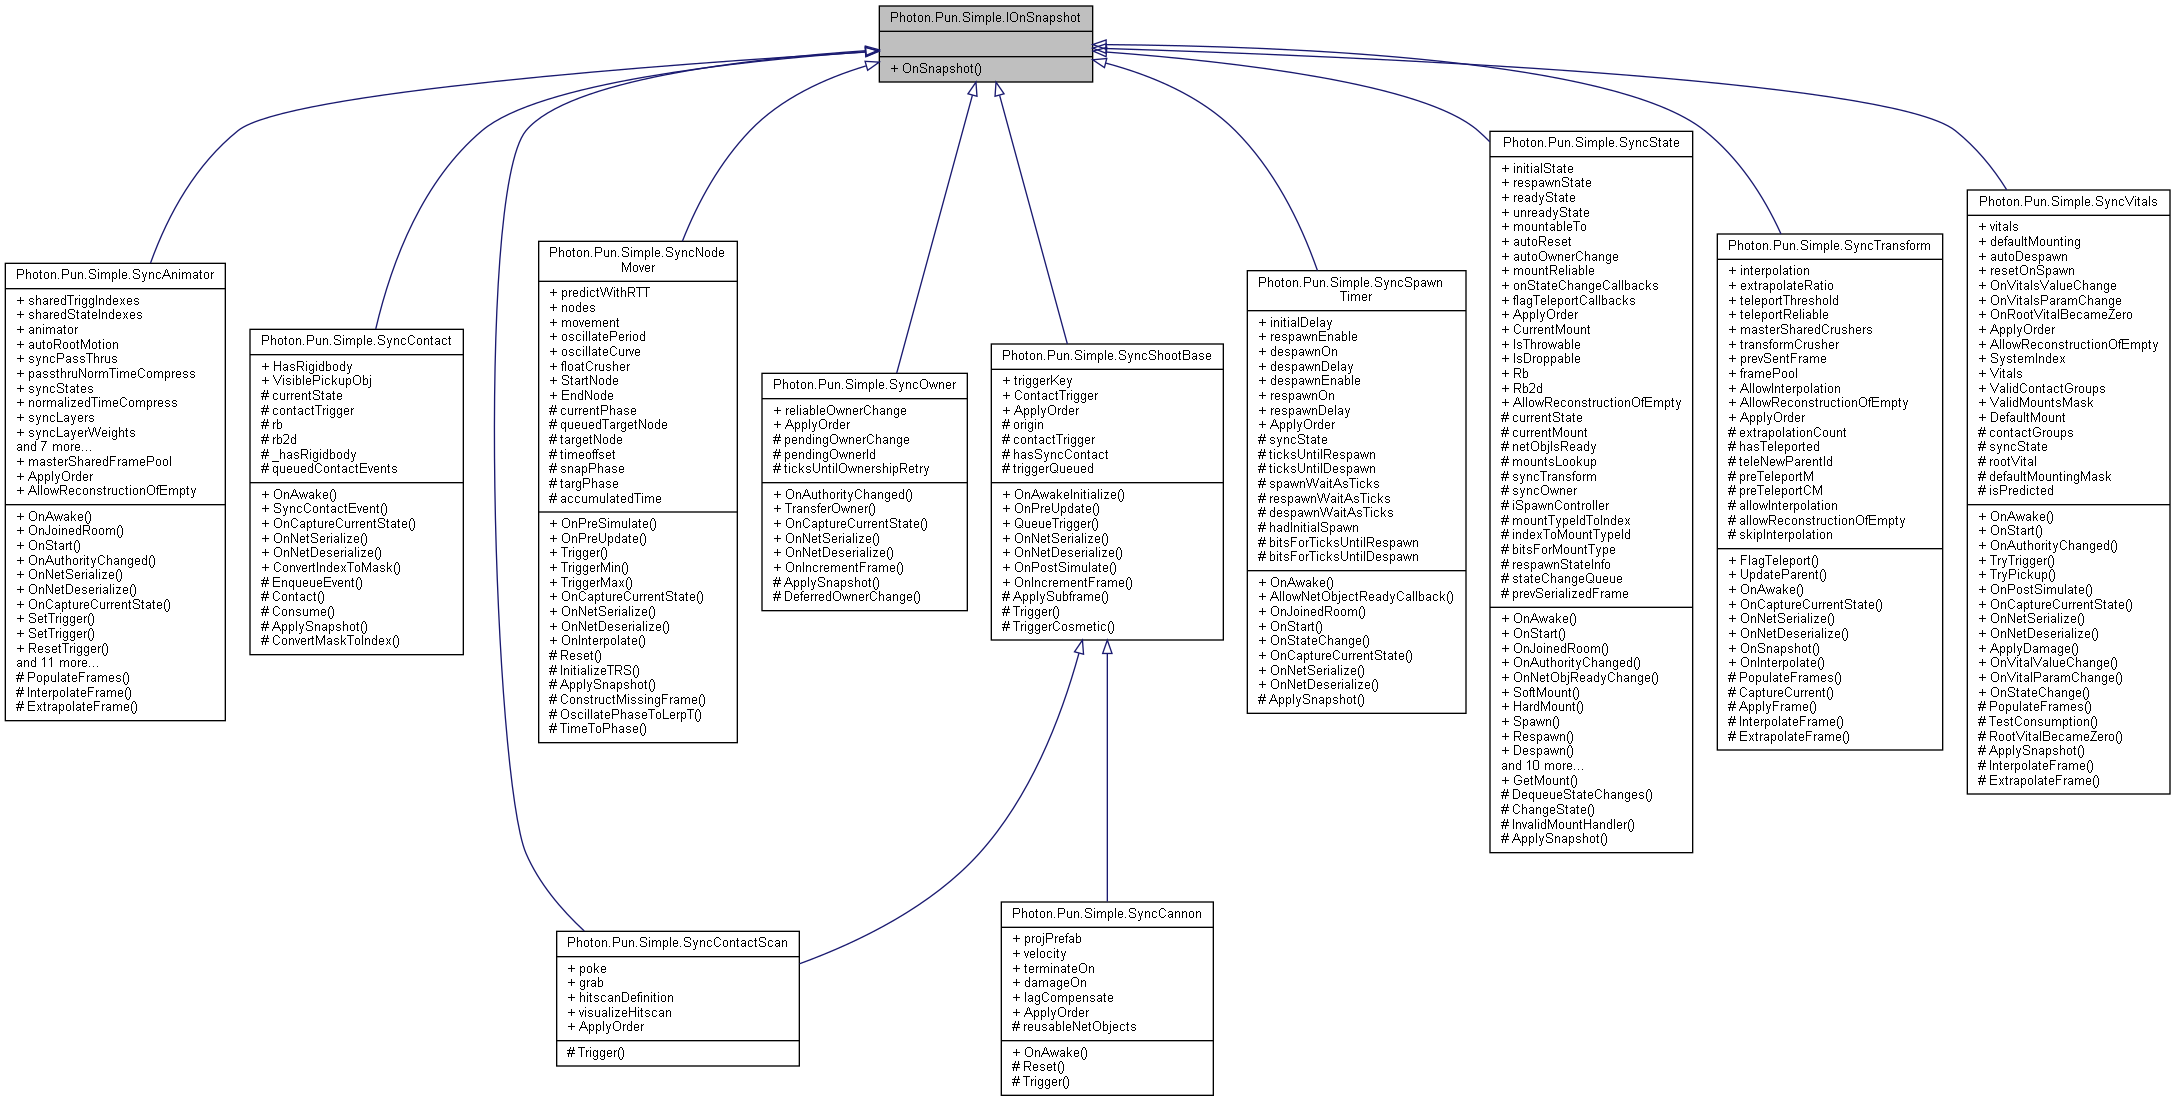 Photon.Pun.Simple.IOnSnapshot
+ OnSnapshot()
Photon.Pun.Simple.SyncAnimator
+ sharedTriggIndexes
+ sharedStateIndexes
+ animator
+ autoRootMotion
+ syncPassThrus
+ passthruNormTimeCompress
+ syncStates
+ normalizedTimeCompress
+ syncLayers
+ syncLayerWeights
and 7 more...
+ masterSharedFramePool
+ ApplyOrder
+ AllowReconstructionOfEmpty
+ OnAwake()
+ OnJoinedRoom()
+ OnStart()
+ OnAuthorityChanged()
+ OnNetSerialize()
+ OnNetDeserialize()
+ OnCaptureCurrentState()
+ SetTrigger()
+ SetTrigger()
+ ResetTrigger()
and 11 more...
# PopulateFrames()
# InterpolateFrame()
# ExtrapolateFrame()
Photon.Pun.Simple.SyncContact
+ HasRigidbody
+ VisiblePickupObj
# currentState
# contactTrigger
# rb
# rb2d
# _hasRigidbody
# queuedContactEvents
+ OnAwake()
+ SyncContactEvent()
+ OnCaptureCurrentState()
+ OnNetSerialize()
+ OnNetDeserialize()
+ ConvertIndexToMask()
# EnqueueEvent()
# Contact()
# Consume()
# ApplySnapshot()
# ConvertMaskToIndex()
Photon.Pun.Simple.SyncNode
Mover
+ predictWithRTT
+ nodes
+ movement
+ oscillatePeriod
+ oscillateCurve
+ floatCrusher
+ StartNode
+ EndNode
# currentPhase
# queuedTargetNode
# targetNode
# timeoffset
# snapPhase
# targPhase
# accumulatedTime
+ OnPreSimulate()
+ OnPreUpdate()
+ Trigger()
+ TriggerMin()
+ TriggerMax()
+ OnCaptureCurrentState()
+ OnNetSerialize()
+ OnNetDeserialize()
+ OnInterpolate()
# Reset()
# InitializeTRS()
# ApplySnapshot()
# ConstructMissingFrame()
# OscillatePhaseToLerpT()
# TimeToPhase()
Photon.Pun.Simple.SyncOwner
+ reliableOwnerChange
+ ApplyOrder
# pendingOwnerChange
# pendingOwnerId
# ticksUntilOwnershipRetry
+ OnAuthorityChanged()
+ TransferOwner()
+ OnCaptureCurrentState()
+ OnNetSerialize()
+ OnNetDeserialize()
+ OnIncrementFrame()
# ApplySnapshot()
# DeferredOwnerChange()
Photon.Pun.Simple.SyncShootBase
+ triggerKey
+ ContactTrigger
+ ApplyOrder
# origin
# contactTrigger
# hasSyncContact
# triggerQueued
+ OnAwakeInitialize()
+ OnPreUpdate()
+ QueueTrigger()
+ OnNetSerialize()
+ OnNetDeserialize()
+ OnPostSimulate()
+ OnIncrementFrame()
# ApplySubframe()
# Trigger()
# TriggerCosmetic()
Photon.Pun.Simple.SyncSpawn
Timer
+ initialDelay
+ respawnEnable
+ despawnOn
+ despawnDelay
+ despawnEnable
+ respawnOn
+ respawnDelay
+ ApplyOrder
# syncState
# ticksUntilRespawn
# ticksUntilDespawn
# spawnWaitAsTicks
# respawnWaitAsTicks
# despawnWaitAsTicks
# hadInitialSpawn
# bitsForTicksUntilRespawn
# bitsForTicksUntilDespawn
+ OnAwake()
+ AllowNetObjectReadyCallback()
+ OnJoinedRoom()
+ OnStart()
+ OnStateChange()
+ OnCaptureCurrentState()
+ OnNetSerialize()
+ OnNetDeserialize()
# ApplySnapshot()
Photon.Pun.Simple.SyncState
+ initialState
+ respawnState
+ readyState
+ unreadyState
+ mountableTo
+ autoReset
+ autoOwnerChange
+ mountReliable
+ onStateChangeCallbacks
+ flagTeleportCallbacks
+ ApplyOrder
+ CurrentMount
+ IsThrowable
+ IsDroppable
+ Rb
+ Rb2d
+ AllowReconstructionOfEmpty
# currentState
# currentMount
# netObjIsReady
# mountsLookup
# syncTransform
# syncOwner
# iSpawnController
# mountTypeIdToIndex
# indexToMountTypeId
# bitsForMountType
# respawnStateInfo
# stateChangeQueue
# prevSerializedFrame
+ OnAwake()
+ OnStart()
+ OnJoinedRoom()
+ OnAuthorityChanged()
+ OnNetObjReadyChange()
+ SoftMount()
+ HardMount()
+ Spawn()
+ Respawn()
+ Despawn()
and 10 more...
+ GetMount()
# DequeueStateChanges()
# ChangeState()
# InvalidMountHandler()
# ApplySnapshot()
Photon.Pun.Simple.SyncTransform
+ interpolation
+ extrapolateRatio
+ teleportThreshold
+ teleportReliable
+ masterSharedCrushers
+ transformCrusher
+ prevSentFrame
+ framePool
+ AllowInterpolation
+ AllowReconstructionOfEmpty
+ ApplyOrder
# extrapolationCount
# hasTeleported
# teleNewParentId
# preTeleportM
# preTeleportCM
# allowInterpolation
# allowReconstructionOfEmpty
# skipInterpolation
+ FlagTeleport()
+ UpdateParent()
+ OnAwake()
+ OnCaptureCurrentState()
+ OnNetSerialize()
+ OnNetDeserialize()
+ OnSnapshot()
+ OnInterpolate()
# PopulateFrames()
# CaptureCurrent()
# ApplyFrame()
# InterpolateFrame()
# ExtrapolateFrame()
Photon.Pun.Simple.SyncVitals
+ vitals
+ defaultMounting
+ autoDespawn
+ resetOnSpawn
+ OnVitalsValueChange
+ OnVitalsParamChange
+ OnRootVitalBecameZero
+ ApplyOrder
+ AllowReconstructionOfEmpty
+ SystemIndex
+ Vitals
+ ValidContactGroups
+ ValidMountsMask
+ DefaultMount
# contactGroups
# syncState
# rootVital
# defaultMountingMask
# isPredicted
+ OnAwake()
+ OnStart()
+ OnAuthorityChanged()
+ TryTrigger()
+ TryPickup()
+ OnPostSimulate()
+ OnCaptureCurrentState()
+ OnNetSerialize()
+ OnNetDeserialize()
+ ApplyDamage()
+ OnVitalValueChange()
+ OnVitalParamChange()
+ OnStateChange()
# PopulateFrames()
# TestConsumption()
# RootVitalBecameZero()
# ApplySnapshot()
# InterpolateFrame()
# ExtrapolateFrame()
Photon.Pun.Simple.SyncContactScan
+ poke
+ grab
+ hitscanDefinition
+ visualizeHitscan
+ ApplyOrder
# Trigger()
Photon.Pun.Simple.SyncCannon
+ projPrefab
+ velocity
+ terminateOn
+ damageOn
+ lagCompensate
+ ApplyOrder
# reusableNetObjects
+ OnAwake()
# Reset()
# Trigger()